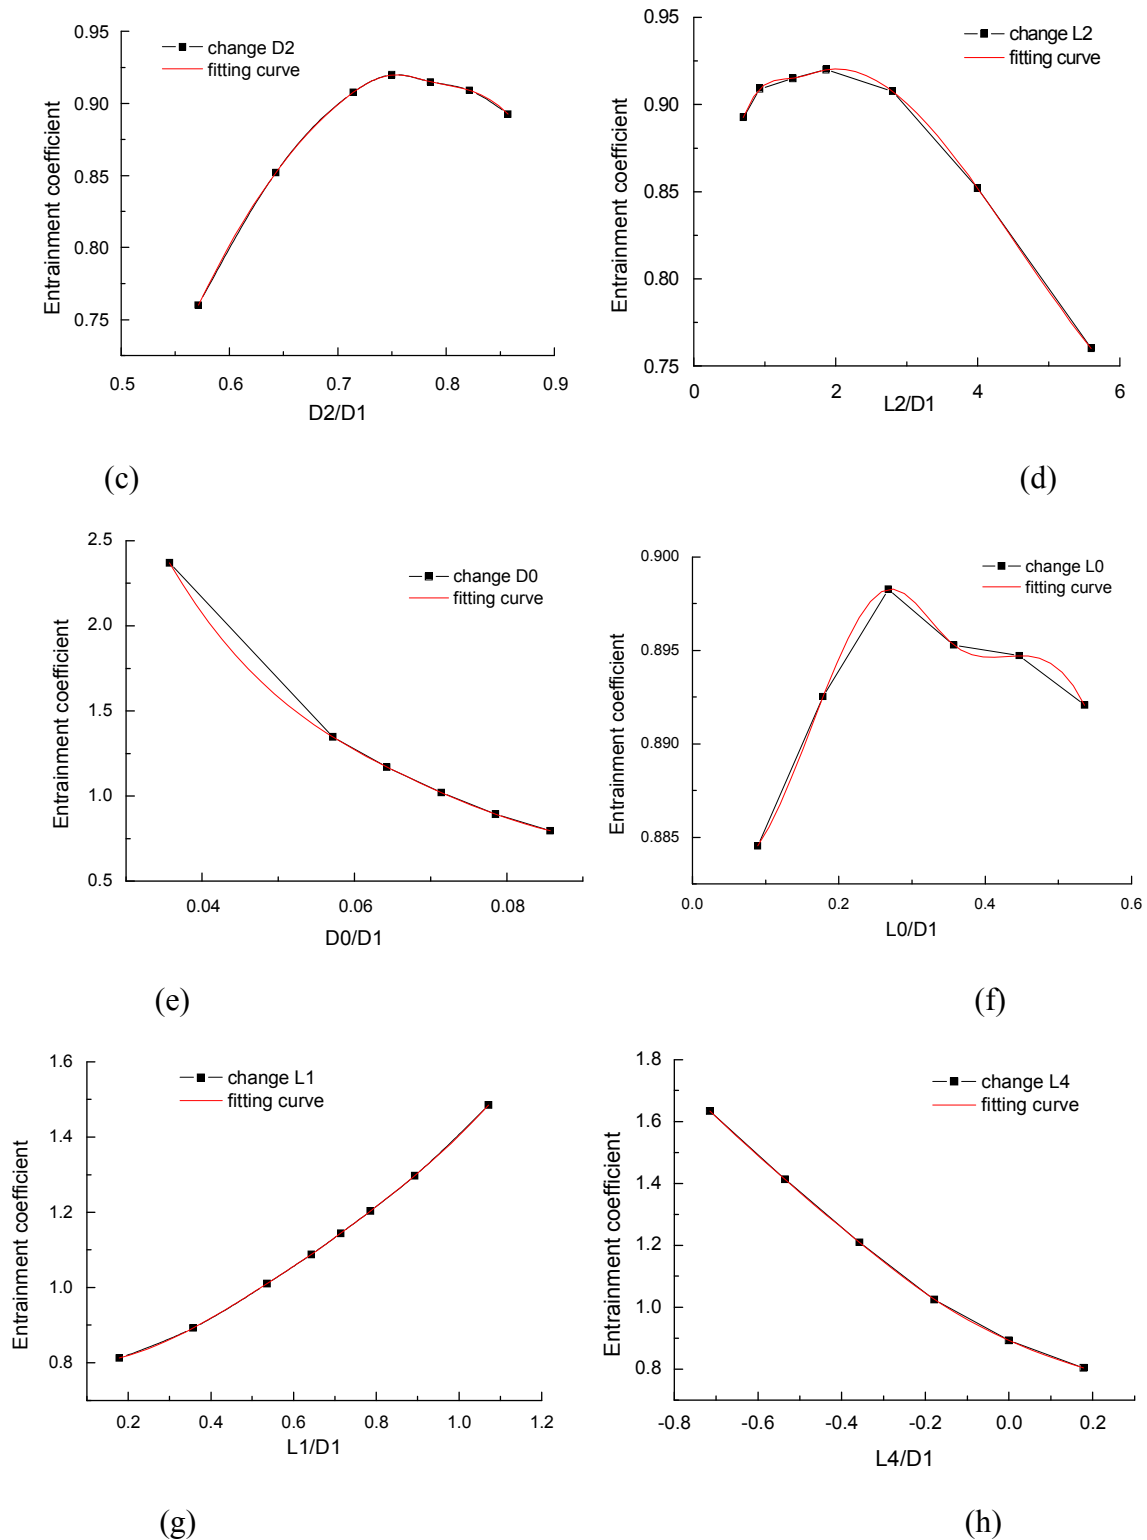 change D2
fitting curve
0.95
0.90
0.85
0.80
0.75
Entrainment coefficient
0.5 0.6 0.7 0.8 0.9
D2/D1
change L2
fitting curve
0.95
0.90
0.85
0.80
0.75
Entrainment coefficient
0 2 4 6
L2/D1
(c) (d)
change D0
fitting curve
2.5
2.0
1.5
1.0
0.5
Entrainment coefficient
0.04 0.06 0.08
D0/D1
change L0
fitting curve
0.900
0.895
0.890
0.885
Entrainment coefficient
0.0 0.2 0.4 0.6
L0/D1
(e) (f)
change L1
fitting curve
1.6
1.4
1.2
1.0
0.8
Entrainment coefficient
0.2 0.4 0.6 0.8 1.0 1.2
L1/D1
change L4
fitting curve
1.8
1.6
1.4
1.2
1.0
0.8
Entrainment coefficient
-0.8 -0.6 -0.4 -0.2 0.0 0.2
L4/D1
(g) (h)